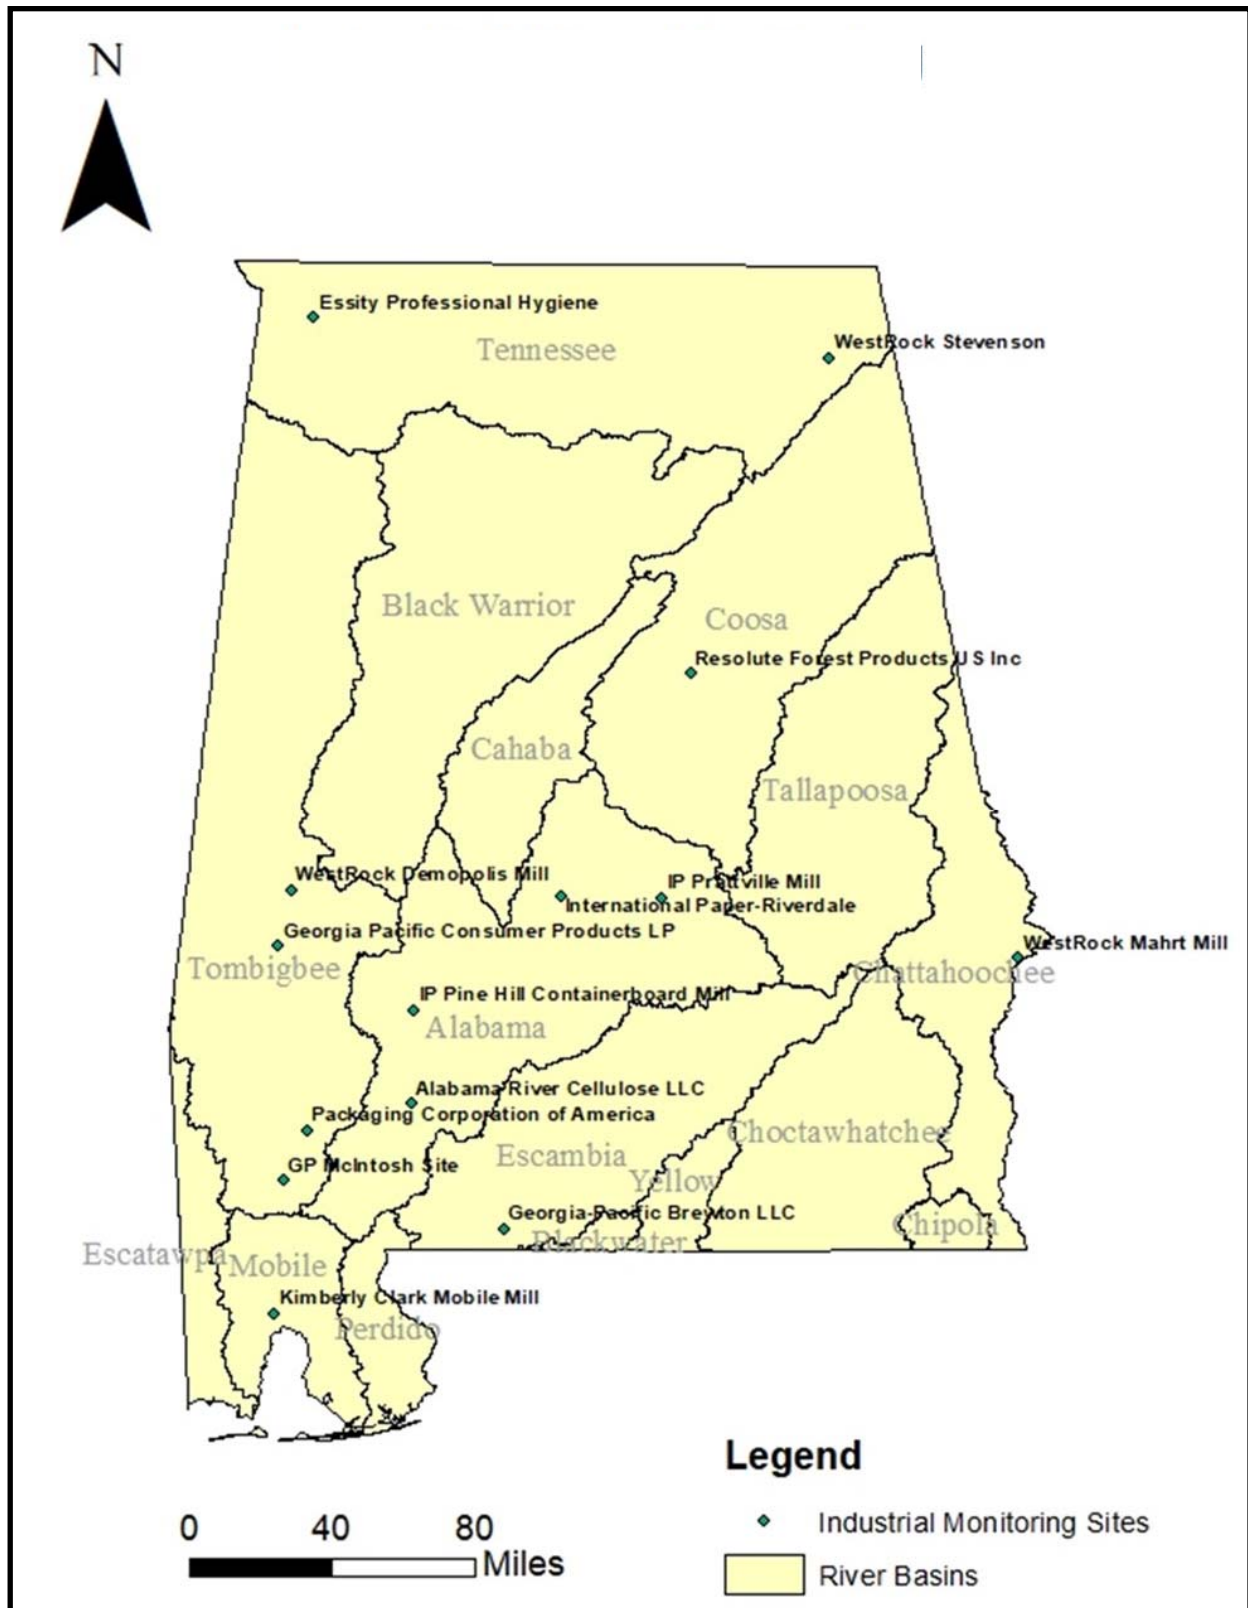 N
Essity Professional Hygiene
WestRock Stevenson
Tennessee
Black Warrior
Coosa
Resolute Forest Products US Inc
Cahaba
Tallapoosa
WestRock Demopolis Mill
IP Prattville Mill
International Paper-Riverdale
Georgia Pacific Consumer Products LP
WestRock Mahrt Mill
Tombigbee
Chattahoochee
IP Pine Hill Containerboard Mill
Alabama
Alabama River Cellulose LLC
Packaging Corporation of America
Choctawhatchee
Escambia
GP McIntosh Site
Yellow
Georgia-Pacific Brewton LLC
Chipola
Blackwater
Escatawpa
Mobile
Kimberly Clark Mobile Mill
Perdido
Legend
0 40 80
Miles
Industrial Monitoring Sites
River Basins